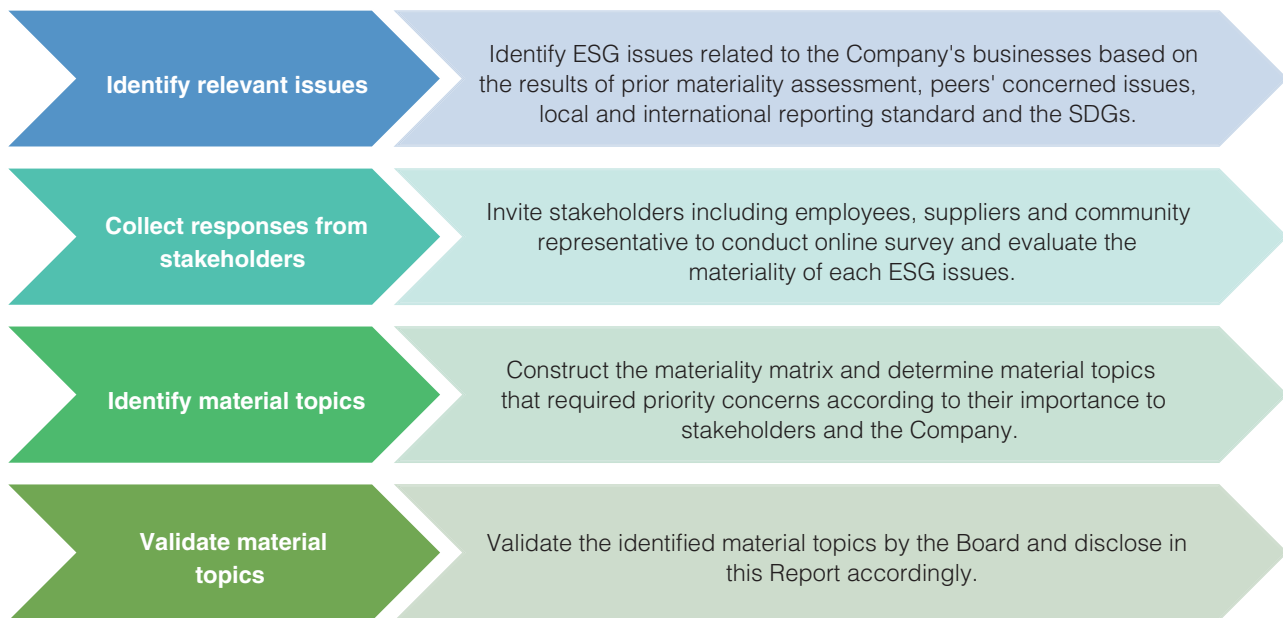 Identify relevant issues
Identify ESG issues related to the Company's businesses based on
the results of prior materiality assessment, peers' concerned issues,
local and international reporting standard and the SDGs.
Collect responses from
stakeholders
Invite stakeholders including employees, suppliers and community
representative to conduct online survey and evaluate the
materiality of each ESG issues.
Identify material topics
Construct the materiality matrix and determine material topics
that required priority concerns according to their importance to
stakeholders and the Company.
Validate material
topics
Validate the identified material topics by the Board and disclose in
this Report accordingly.